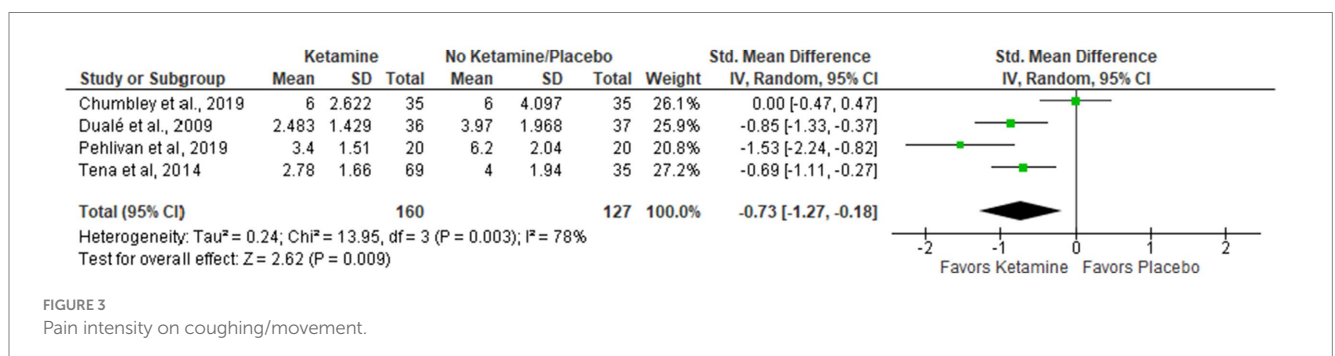 Ketamine No Ketamine/Placebo Std. Mean Difference Std. Mean Difference
Study or Subgroup Mean SD Total Mean SD Total Weight IV, Random, 95% CI IV, Random, 95% CI
Chumbley et al., 2019 6 2.622 35 6 4.097 35 26.1% 0.00 [-0.47, 0.47]
Dualé et al., 2009 2.483 1.429 36 3.97 1.968 37 25.9% -0.85 [-1.33, -0.37]
Pehlivan et al, 2019 3.4 1.51 20 6.2 2.04 20 20.8% -1.53 [-2.24, -0.82]
Tena et al, 2014 2.78 1.66 69 4 1.94 35 27.2% -0.69 [-1.11, -0.27]
Total (95% CI) 160 127 100.0% -0.73 [-1.27, -0.18]
Heterogeneity: Tau² = 0.24; Chi² = 13.95, df = 3 (P = 0.003); I² = 78%
Test for overall effect: Z = 2.62 (P = 0.009)
-2 -1 0 1 2
Favors Ketamine Favors Placebo
FIGURE 3
Pain intensity on coughing/movement.